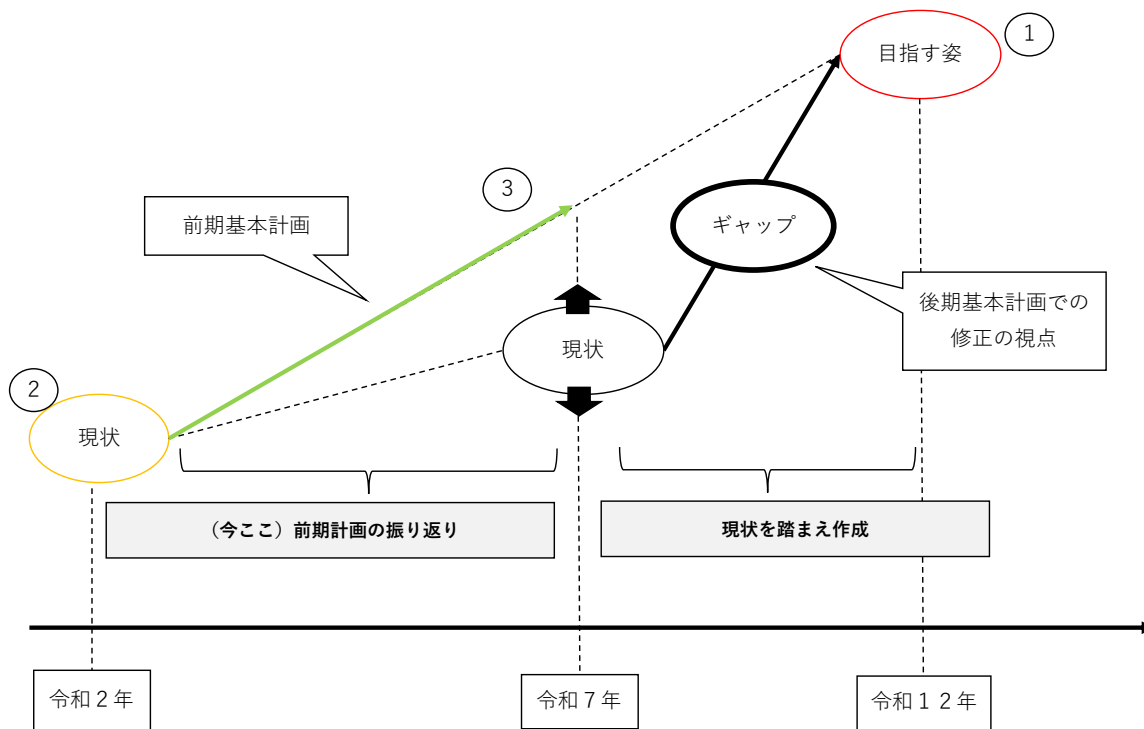 目指す姿
1
3
前期基本計画
ギャップ
後期基本計画での
修正の視点
現状
2
現状
(今ここ)前期計画の振り返り
現状を踏まえ作成
令和2年
令和7年
令和12年